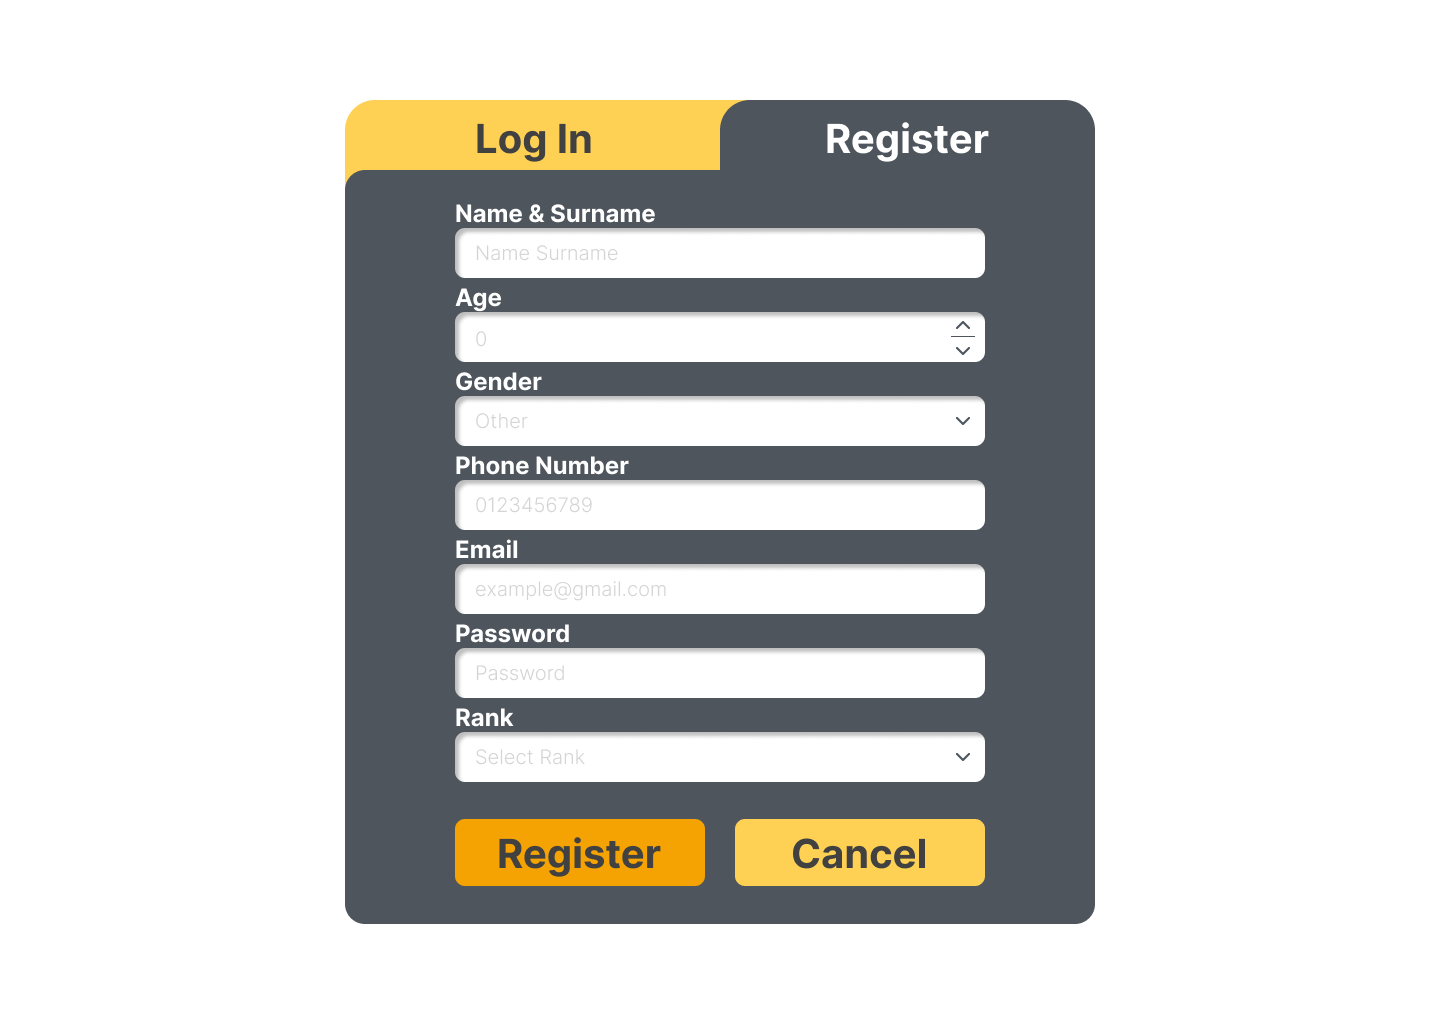 Log In Register
Name & Surname
Name Surname
Age
0
Gender
Other
Phone Number
0123456789
Email
example@gmail.com
Password
Password
Rank
Select Rank
Register Cancel